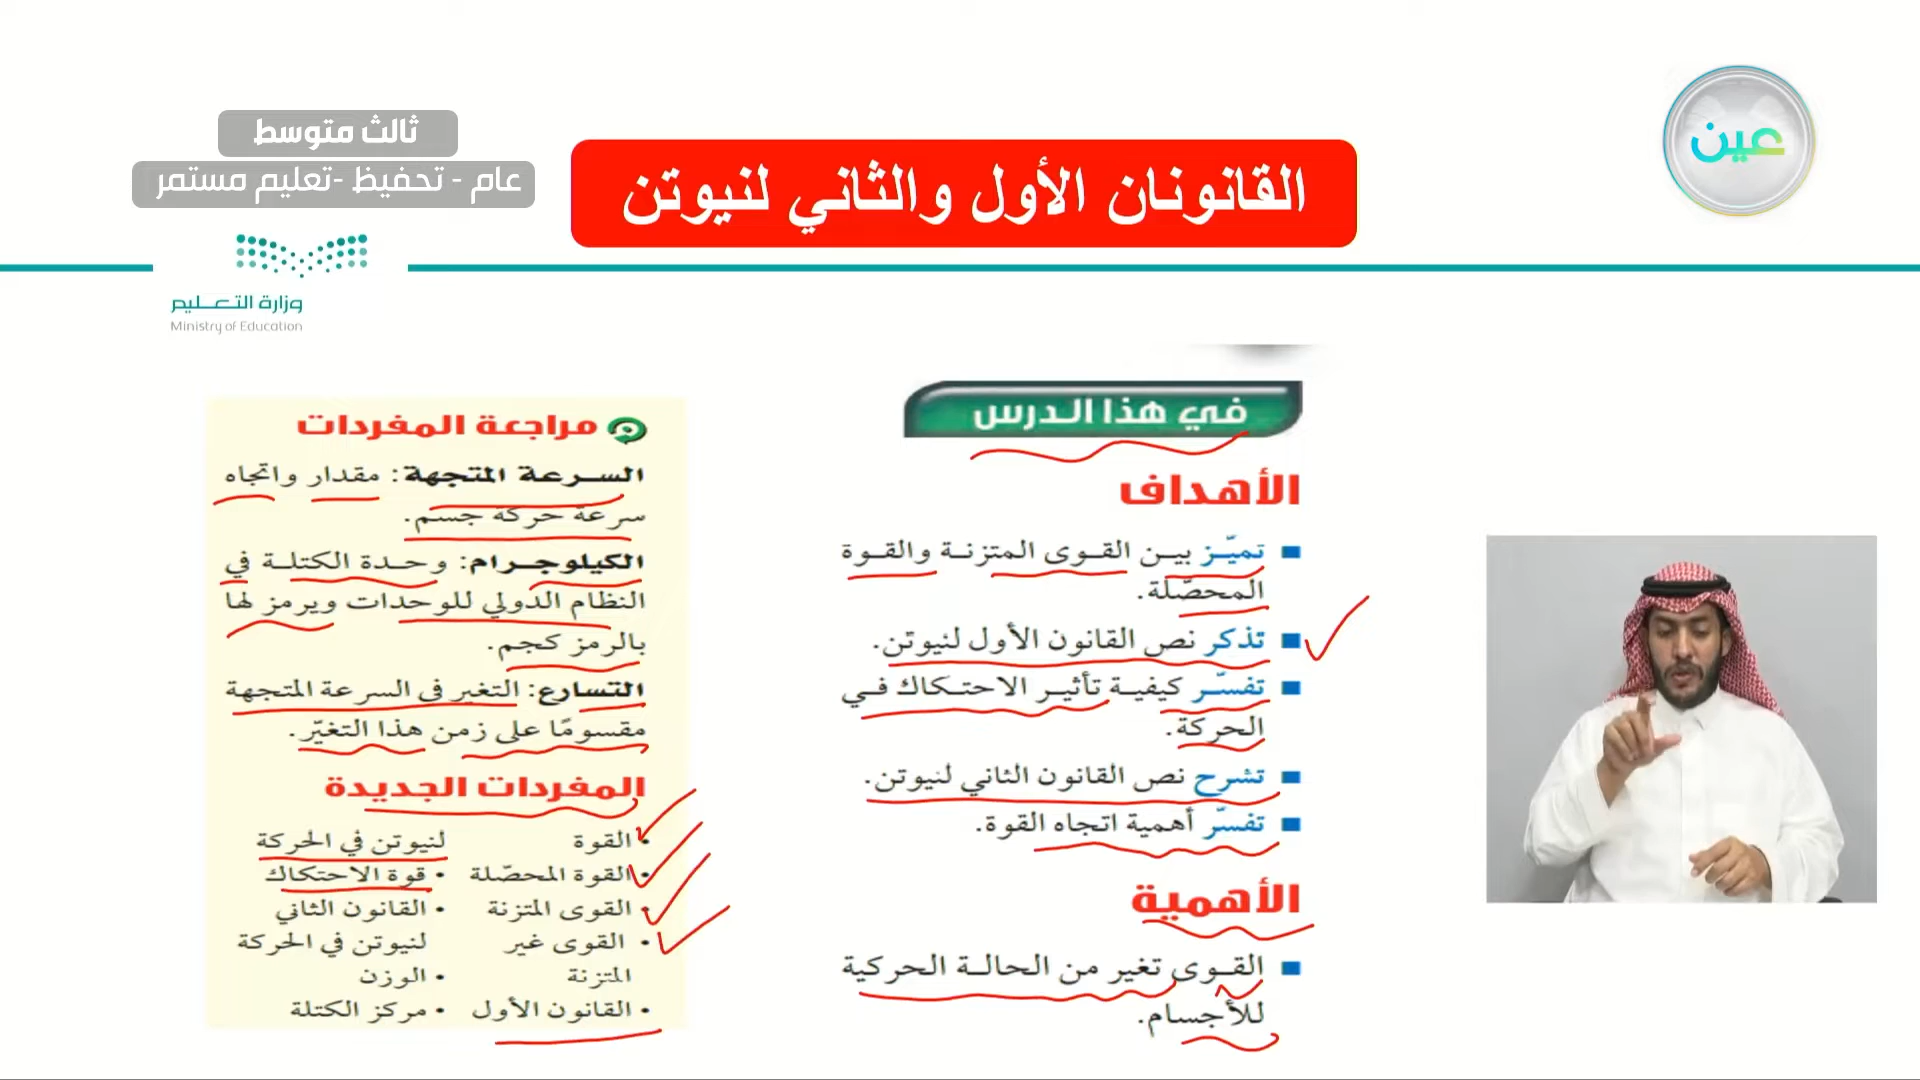 ثالث متوسط
عام - تحفيظ -تعليم مستمر
القانونان الأول والثاني لنيوتن
عين
وزارة التعليم
Ministry of Education
في هذا الدرس
الأهداف
تميّز بين القوى المتزنة والقوة
المحصّلة.
تذكر نص القانون الأول لنيوتن.
تفسّر كيفية تأثير الاحتكاك في
الحركة.
تشرح نص القانون الثاني لنيوتن.
تفسّر أهمية اتجاه القوة.
الأهمية
القوى تغير من الحالة الحركية
للأجسام.
مراجعة المفردات
السرعة المتجهة: مقدار واتجاه
سرعة حركة جسم.
الكيلوجرام: وحدة الكتلة في
النظام الدولي للوحدات ويرمز لها
بالرمز كجم.
التسارع: التغير في السرعة المتجهة
مقسومًا على زمن هذا التغيّر.
المفردات الجديدة
• القوة
• القوة المحصّلة
• القوى المتزنة
• القوى غير
المتزنة
• القانون الأول
لنيوتن في الحركة
• قوة الاحتكاك
• القانون الثاني
لنيوتن في الحركة
• الوزن
• مركز الكتلة